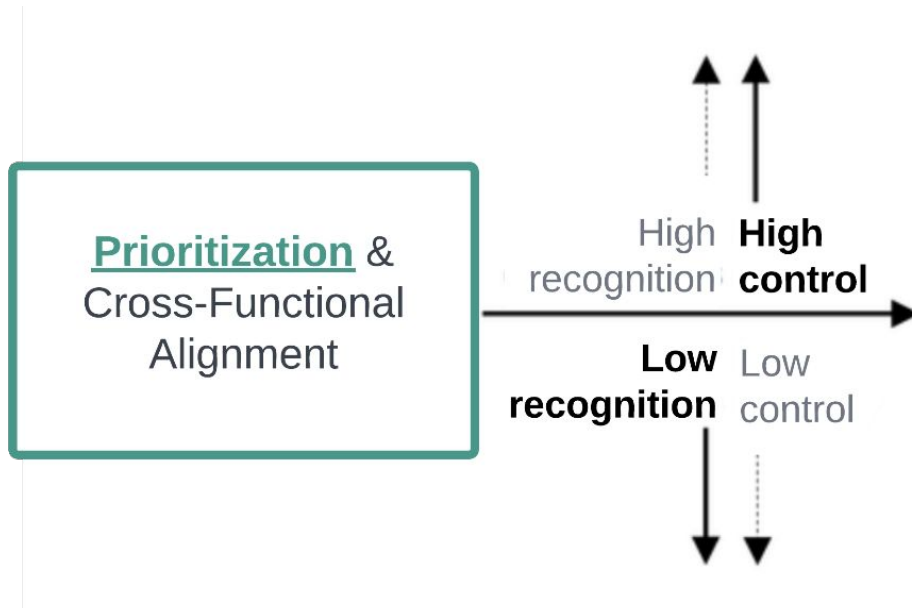 Prioritization &
Cross-Functional
Alignment
High
recognition
High
control
Low
recognition
Low
control